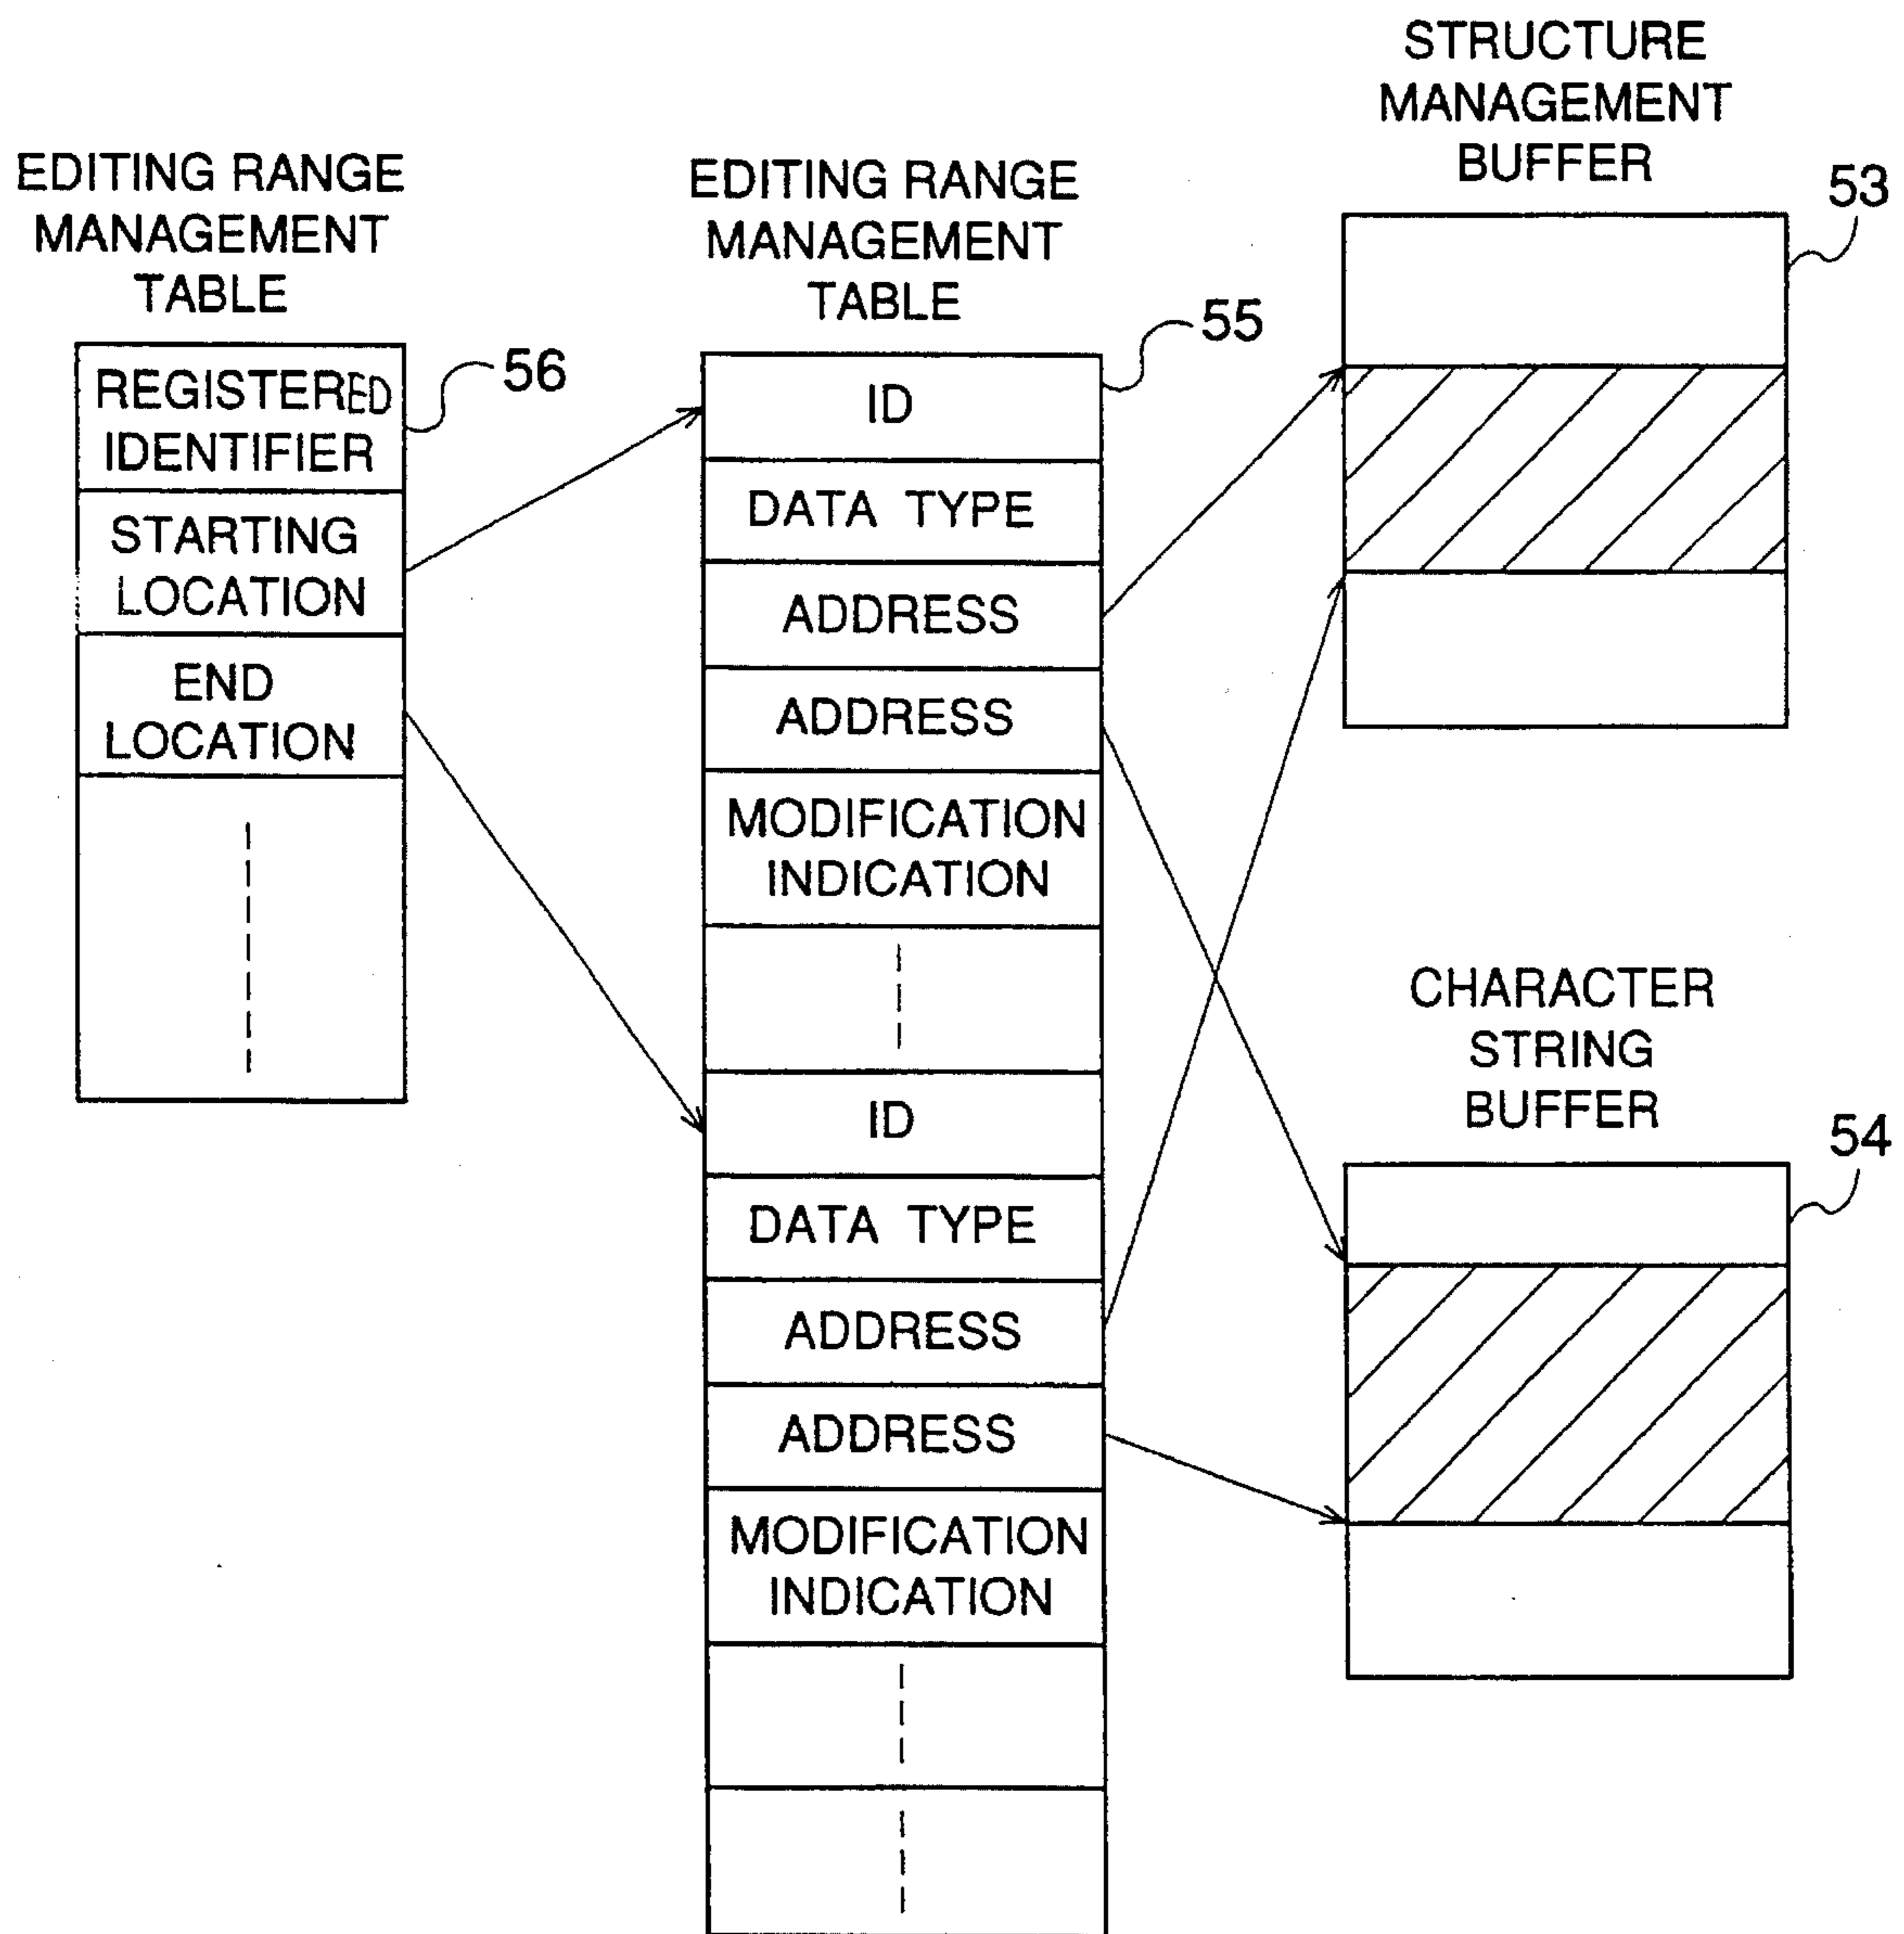 EDITING RANGE
MANAGEMENT
TABLE
56
REGISTERED
IDENTIFIER
STARTING
LOCATION
END
LOCATION
EDITING RANGE
MANAGEMENT
TABLE
55
ID
DATA TYPE
ADDRESS
ADDRESS
MODIFICATION
INDICATION
ID
DATA TYPE
ADDRESS
ADDRESS
MODIFICATION
INDICATION
STRUCTURE
MANAGEMENT
BUFFER
53
CHARACTER
STRING
BUFFER
54